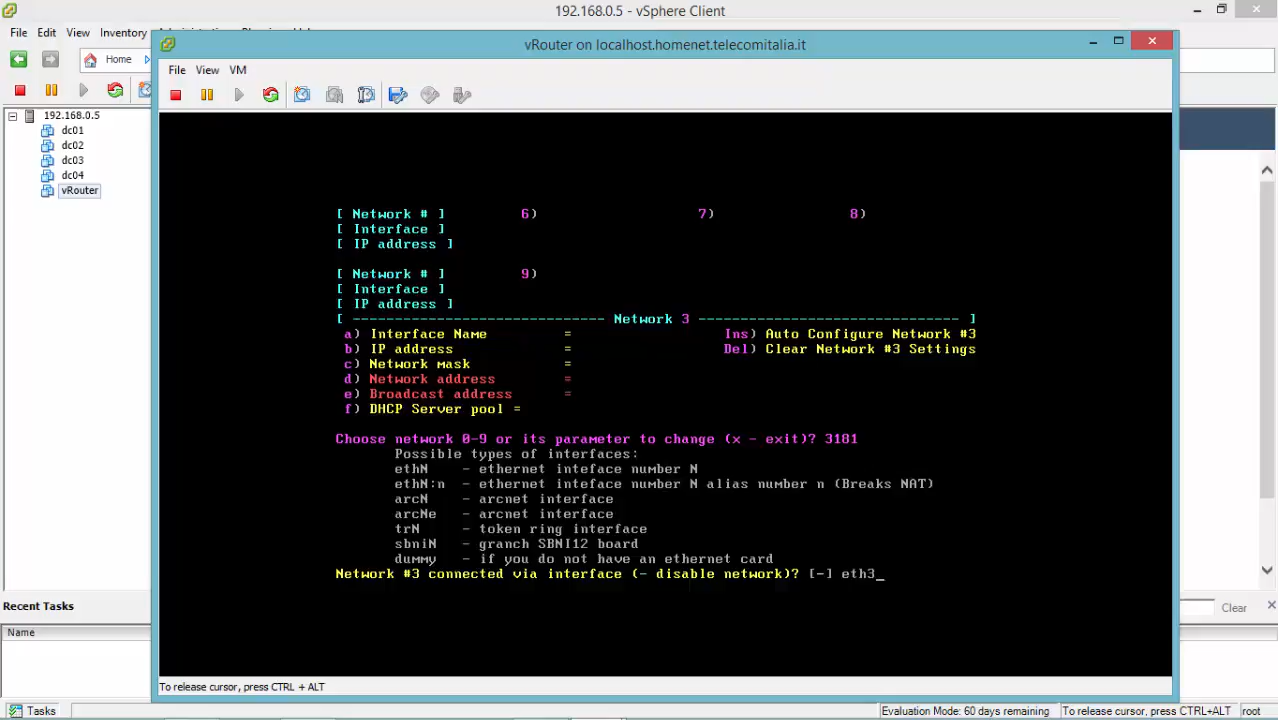 192.168.0.5 - vSphere Client
File Edit View Inventory
vRouter on localhost.homenet.telecomitalia.it
Home
File View VM
192.168.0.5
dc01
dc02
dc03
dc04
vRouter
[ Network # ] 6) 7) 8)
[ Interface ]
[ IP address ]
[ Network # ] 9)
[ Interface ]
[ IP address ]
[ ------------------------------ Network 3 ------------------------------- ]
a) Interface Name = Ins) Auto Configure Network #3
b) IP address = Del) Clear Network #3 Settings
c) Network mask =
d) Network address =
e) Broadcast address =
f) DHCP Server pool =
Choose network 0-9 or its parameter to change (x - exit)? 3181
Possible types of interfaces:
ethN - ethernet inteface number N
ethN:n - ethernet inteface number N alias number n (Breaks NAT)
arcN - arcnet interface
arcNe - arcnet interface
trN - token ring interface
sbniN - granch SBNI12 board
dummy - if you do not have an ethernet card
Network #3 connected via interface (- disable network)? [-] eth3_
Recent Tasks
Clear
Name
To release cursor, press CTRL + ALT
Tasks Evaluation Mode: 60 days remaining To release cursor, press CTRL+ALT root